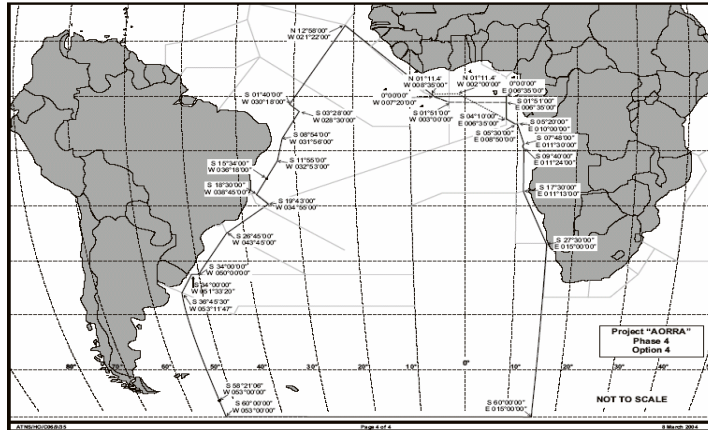 N 12°58'00"
W 021°22'00"
N 01°11.4'
W 008°35'00"
N 01°11.4'
W 002°00'00"
0°00'00"
E 006°35'00"
S 01°40'00"
W 030°18'00"
0°00'00"
W 007°20'00"
S 01°51'00"
E 006°35'00"
S 03°28'00"
W 028°30'00"
S 01°51'00"
W 003°00'00"
S 04°10'00"
E 006°35'00"
S 05°20'00"
E 010°00'00"
S 05°30'00"
E 08°50'00"
S 08°54'00"
W 031°56'00"
S 07°48'00"
E 011°30'00"
S 11°55'00"
W 032°53'00"
S 09°40'00"
E 011°24'00"
S 15°34'00"
W 036°18'00"
S 18°30'00"
W 038°45'00"
S 17°30'00"
E 011°13'00"
S 19°43'00"
W 034°55'00"
S 26°45'00"
W 043°45'00"
S 27°30'00"
E 015°00'00"
S 34°00'00"
W 050°00'00"
S 34°00'00"
W 051°33'20"
S 36°45'30"
W 053°11'47"
Project "AORRA"
Phase 4
Option 4
80° 70° 60° 50° 40° 30° 20° 10° 0° 10° 20° 30° 40° 50°
S 58°21'06"
W 053°00'00"
S 60°00'00"
W 053°00'00"
S 60°00'00"
E 015°00'00"
NOT TO SCALE
Page 4 of 4
8 March 2004